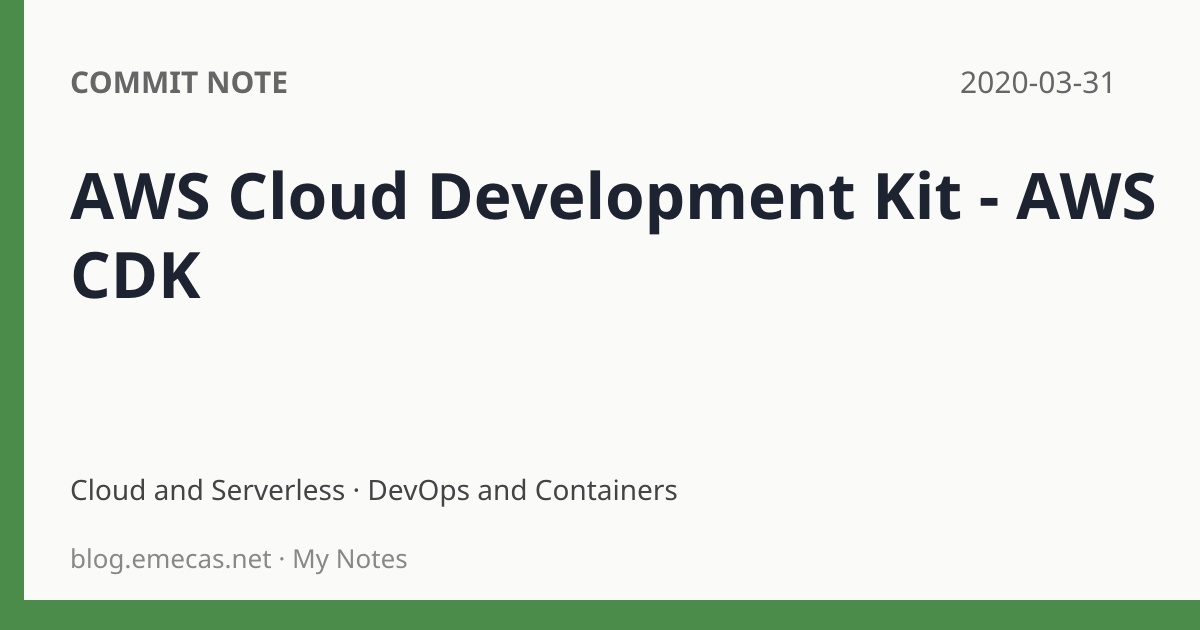 COMMIT NOTE
2020-03-31
AWS Cloud Development Kit - AWS
CDK
Cloud and Serverless · DevOps and Containers
blog.emecas.net · My Notes